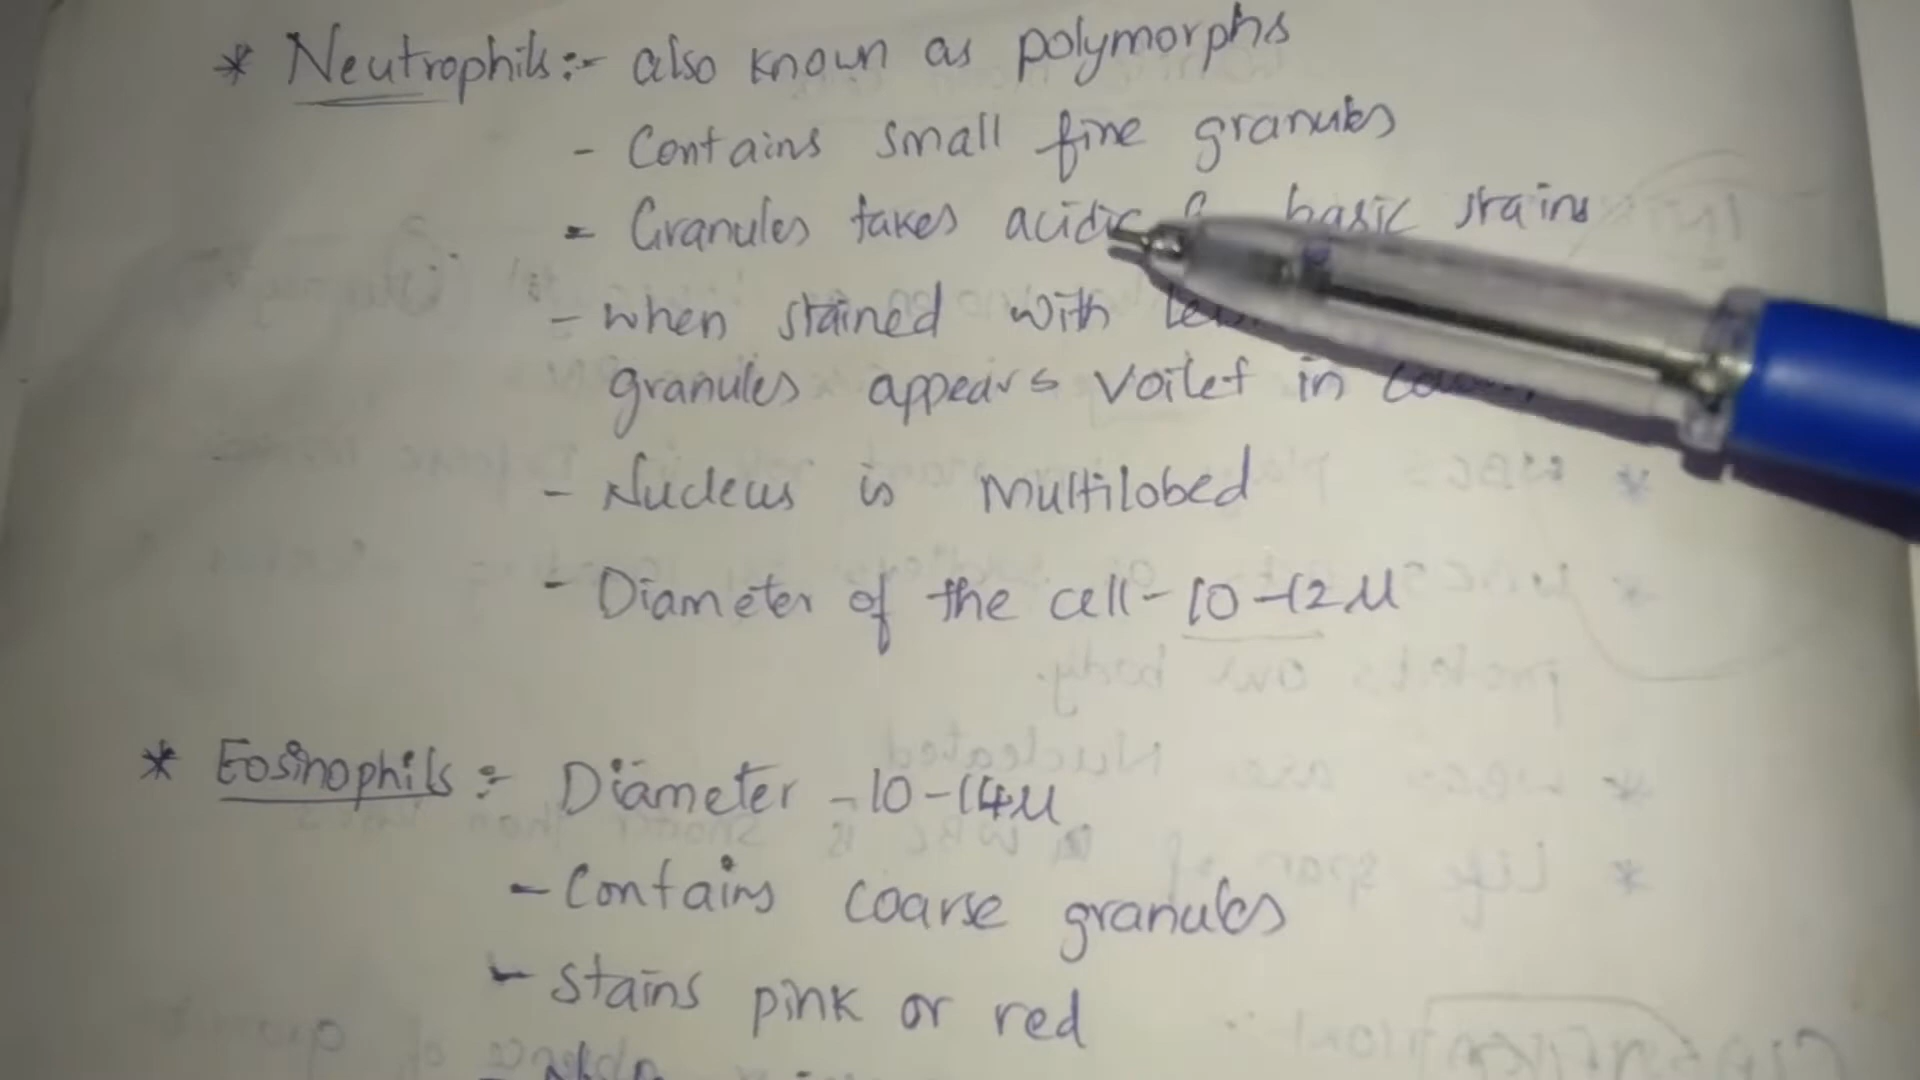 * Neutrophils:- also known as polymorphs
- Contains small fine granules
- Granules takes acidic & basic stains
- when stained with
granules appears voilet in
- Nucleus is Multilobed
- Diameter of the cell - 10-12µ
* Eosinophils:- Diameter - 10-14µ
- Contains coarse granules
- stains pink or red